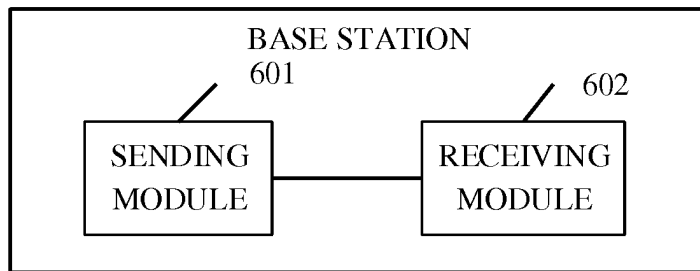 BASE STATION
601
602
SENDING
MODULE
RECEIVING
MODULE